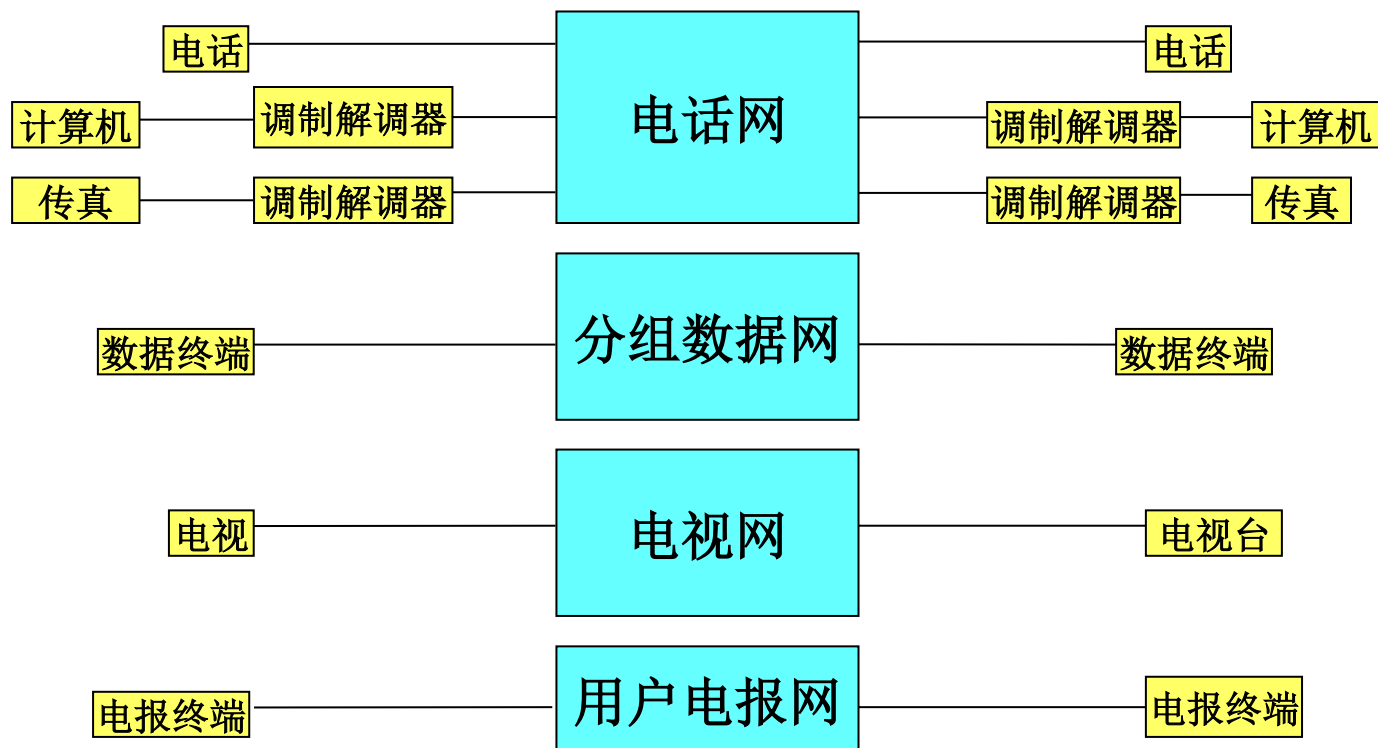 电话
电话网
电话
计算机
调制解调器
调制解调器
计算机
传真
调制解调器
调制解调器
传真
数据终端
分组数据网
数据终端
电视
电视网
电视台
电报终端
用户电报网
电报终端